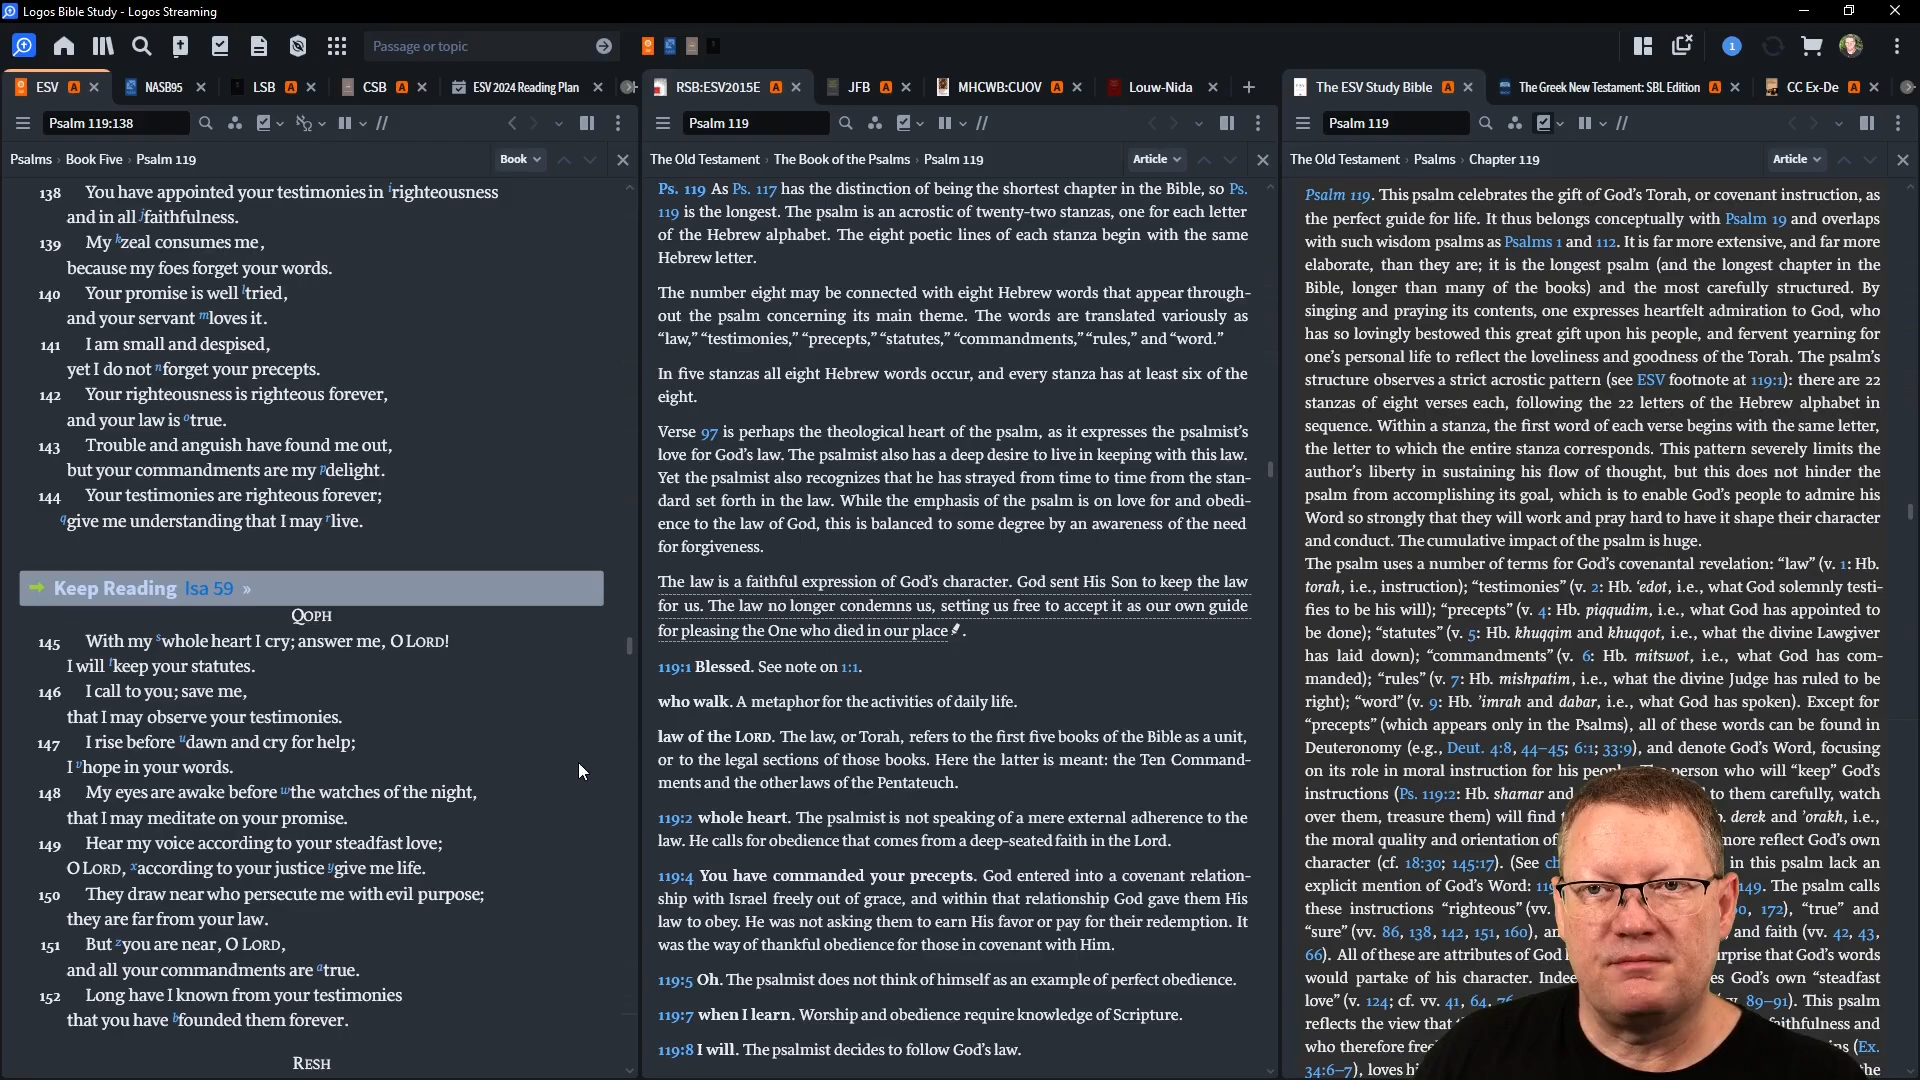 Logos Bible Study - Logos Streaming
Passage or topic
1
ESV A
NASB95
LSB A
CSB A
ESV 2024 Reading Plan
RSB:ESV2015E A
JFB A
MHCWB:CUOV A
Louw-Nida
The ESV Study Bible A
The Greek New Testament: SBL Edition A
CC Ex-De A
Psalm 119:138
Psalms › Book Five › Psalm 119
Book
138 You have appointed your testimonies in i righteousness
and in all j faithfulness.
139 My k zeal consumes me,
because my foes forget your words.
140 Your promise is well l tried,
and your servant m loves it.
141 I am small and despised,
yet I do not n forget your precepts.
142 Your righteousness is righteous forever,
and your law is o true.
143 Trouble and anguish have found me out,
but your commandments are my p delight.
144 Your testimonies are righteous forever;
q give me understanding that I may r live.
Keep Reading Isa 59 »
QOPH
145 With my s whole heart I cry; answer me, O LORD!
I will t keep your statutes.
146 I call to you; save me,
that I may observe your testimonies.
147 I rise before u dawn and cry for help;
I v hope in your words.
148 My eyes are awake before w the watches of the night,
that I may meditate on your promise.
149 Hear my voice according to your steadfast love;
O LORD, x according to your justice y give me life.
150 They draw near who persecute me with evil purpose;
they are far from your law.
151 But z you are near, O LORD,
and all your commandments are a true.
152 Long have I known from your testimonies
that you have b founded them forever.
RESH
Psalm 119
The Old Testament › The Book of the Psalms › Psalm 119
Article
Ps. 119 As Ps. 117 has the distinction of being the shortest chapter in the Bible, so Ps.
119 is the longest. The psalm is an acrostic of twenty-two stanzas, one for each letter
of the Hebrew alphabet. The eight poetic lines of each stanza begin with the same
Hebrew letter.
The number eight may be connected with eight Hebrew words that appear through-
out the psalm concerning its main theme. The words are translated variously as
“law,” “testimonies,” “precepts,” “statutes,” “commandments,” “rules,” and “word.”
In five stanzas all eight Hebrew words occur, and every stanza has at least six of the
eight.
Verse 97 is perhaps the theological heart of the psalm, as it expresses the psalmist’s
love for God’s law. The psalmist also has a deep desire to live in keeping with this law.
Yet the psalmist also recognizes that he has strayed from time to time from the stan-
dard set forth in the law. While the emphasis of the psalm is on love for and obedi-
ence to the law of God, this is balanced to some degree by an awareness of the need
for forgiveness.
The law is a faithful expression of God’s character. God sent His Son to keep the law
for us. The law no longer condemns us, setting us free to accept it as our own guide
for pleasing the One who died in our place.
119:1 Blessed. See note on 1:1.
who walk. A metaphor for the activities of daily life.
law of the LORD. The law, or Torah, refers to the first five books of the Bible as a unit,
or to the legal sections of those books. Here the latter is meant: the Ten Command-
ments and the other laws of the Pentateuch.
119:2 whole heart. The psalmist is not speaking of a mere external adherence to the
law. He calls for obedience that comes from a deep-seated faith in the Lord.
119:4 You have commanded your precepts. God entered into a covenant relation-
ship with Israel freely out of grace, and within that relationship God gave them His
law to obey. He was not asking them to earn His favor or pay for their redemption. It
was the way of thankful obedience for those in covenant with Him.
119:5 Oh. The psalmist does not think of himself as an example of perfect obedience.
119:7 when I learn. Worship and obedience require knowledge of Scripture.
119:8 I will. The psalmist decides to follow God’s law.
Psalm 119
The Old Testament › Psalms › Chapter 119
Article
Psalm 119. This psalm celebrates the gift of God’s Torah, or covenant instruction, as
the perfect guide for life. It thus belongs conceptually with Psalm 19 and overlaps
with such wisdom psalms as Psalms 1 and 112. It is far more extensive, and far more
elaborate, than they are; it is the longest psalm (and the longest chapter in the
Bible, longer than many of the books) and the most carefully structured. By
singing and praying its contents, one expresses heartfelt admiration to God, who
has so lovingly bestowed this great gift upon his people, and fervent yearning for
one’s personal life to reflect the loveliness and goodness of the Torah. The psalm’s
structure observes a strict acrostic pattern (see ESV footnote at 119:1): there are 22
stanzas of eight verses each, following the 22 letters of the Hebrew alphabet in
sequence. Within a stanza, the first word of each verse begins with the same letter,
the letter to which the entire stanza corresponds. This pattern severely limits the
author’s liberty in sustaining his flow of thought, but this does not hinder the
psalm from accomplishing its goal, which is to enable God’s people to admire his
Word so strongly that they will work and pray hard to have it shape their character
and conduct. The cumulative impact of the psalm is huge.
The psalm uses a number of terms for God’s covenantal revelation: “law” (v. 1: Hb.
torah, i.e., instruction); “testimonies” (v. 2: Hb. ‘edot, i.e., what God solemnly testi-
fies to be his will); “precepts” (v. 4: Hb. piqqudim, i.e., what God has appointed to
be done); “statutes” (v. 5: Hb. khuqqim and khuqqot, i.e., what the divine Lawgiver
has laid down); “commandments” (v. 6: Hb. mitswot, i.e., what God has com-
manded); “rules” (v. 7: Hb. mishpatim, i.e., what the divine Judge has ruled to be
right); “word” (v. 9: Hb. ’imrah and dabar, i.e., what God has spoken). Except for
“precepts” (which appears only in the Psalms), all of these words can be found in
Deuteronomy (e.g., Deut. 4:8, 44–45; 6:1; 33:9), and denote God’s Word, focusing
on its role in moral instruction for his person who will “keep” God’s
instructions (Ps. 119:2: Hb. shamar and to them carefully, watch
over them, treasure them) will find derek and ’orakh, i.e.,
the moral quality and orientation of more reflect God’s own
character (cf. 18:30; 145:17). (See in this psalm lack an
explicit mention of God’s Word: 149. The psalm calls
these instructions “righteous” (vv. 172), “true” and
“sure” (vv. 86, 138, 142, 151, 160), and faith (vv. 42, 43,
66). All of these are attributes of God that God’s words
would partake of his character. God’s own “steadfast
love” (v. 124; cf. vv. 41, 64, 89–91). This psalm
reflects the view that faithfulness and
who therefore (Ex.
34:6–7), loves the